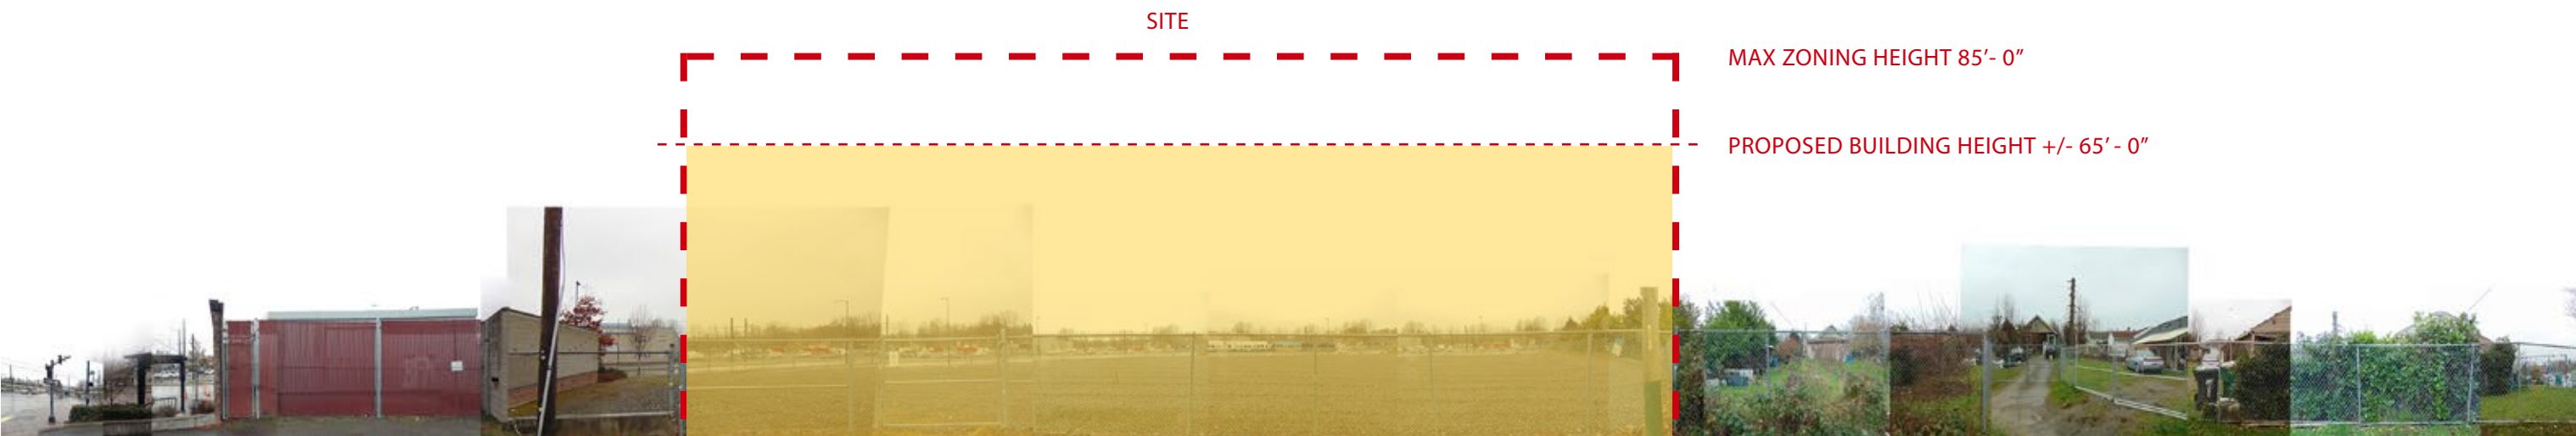 SITE
MAX ZONING HEIGHT 85’- 0”
PROPOSED BUILDING HEIGHT +/- 65’ - 0”